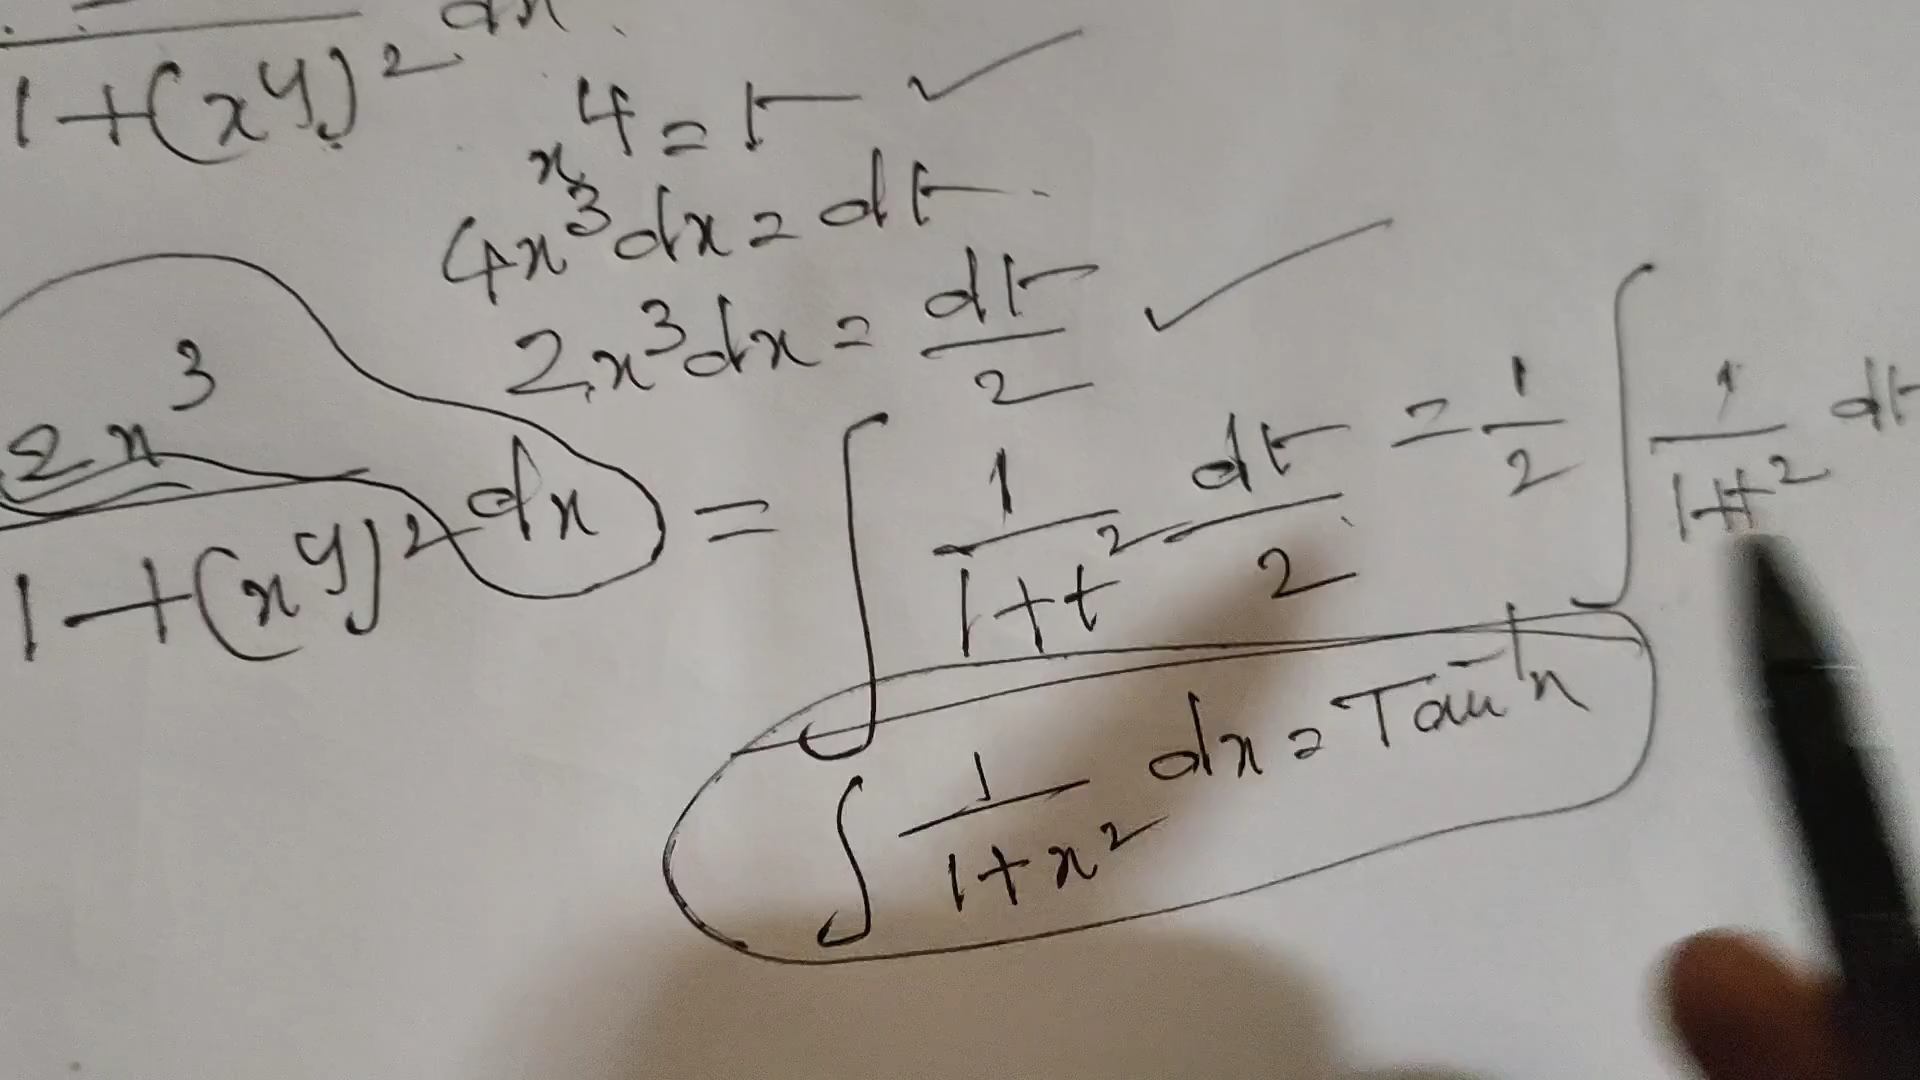 1+(x⁴)² dx
x⁴ = t
4x³dx = dt
2x³dx = dt/2
2x³/1+(x⁴)² dx = ∫ 1/1+t² dt/2 = 1/2 ∫ 1/1+t² dt
∫ 1/1+x² dx = Tan⁻¹x